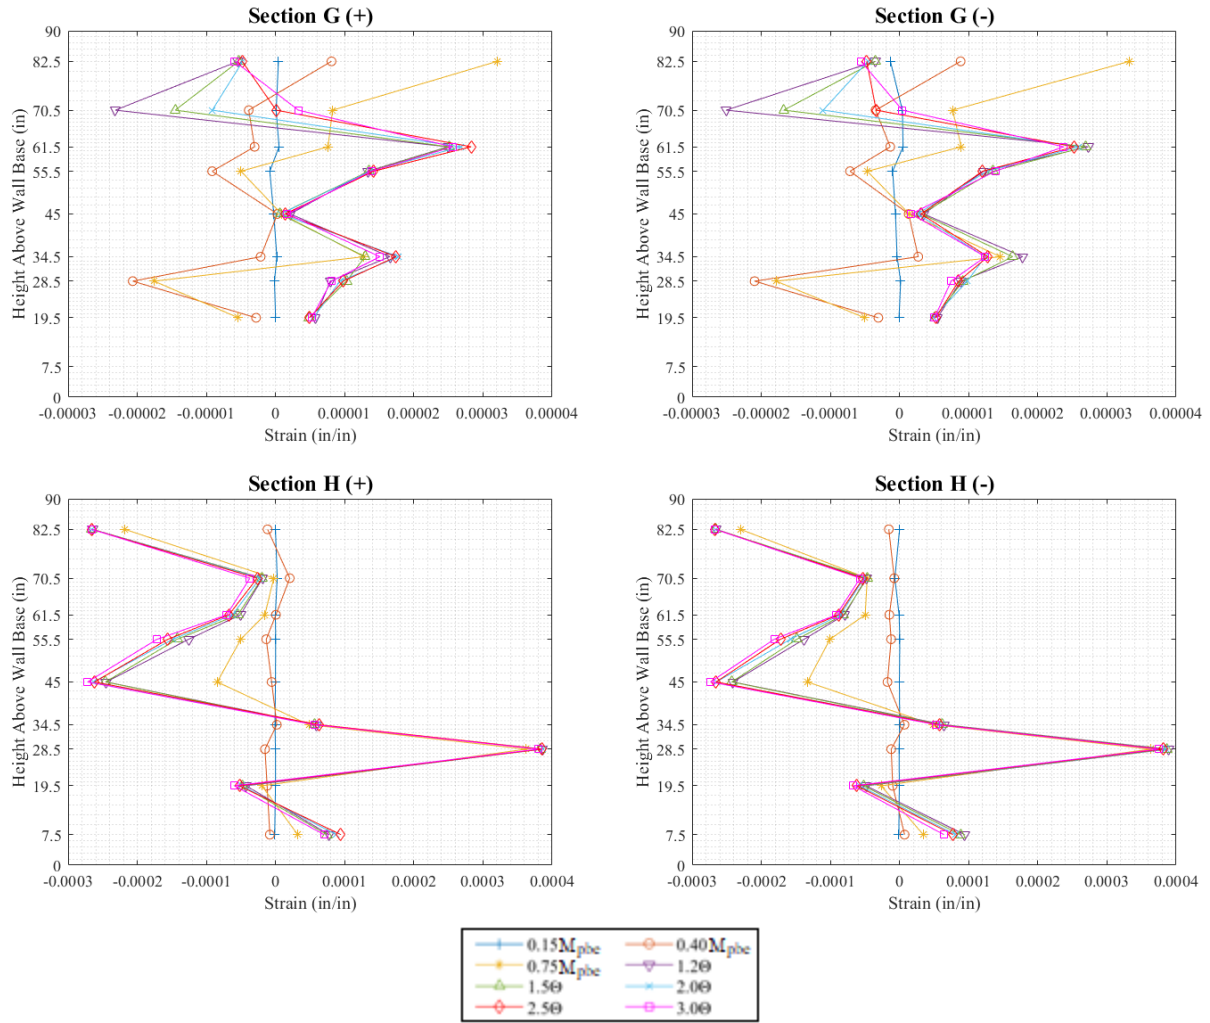 Section G (+)
90
82.5
70.5
61.5
55.5
45
34.5
28.5
19.5
7.5
0
Height Above Wall Base (in)
-0.00003 -0.00002 -0.00001 0 0.00001 0.00002 0.00003 0.00004
Strain (in/in)
Section G (-)
90
82.5
70.5
61.5
55.5
45
34.5
28.5
19.5
7.5
0
Height Above Wall Base (in)
-0.00003 -0.00002 -0.00001 0 0.00001 0.00002 0.00003 0.00004
Strain (in/in)
Section H (+)
90
82.5
70.5
61.5
55.5
45
34.5
28.5
19.5
7.5
0
Height Above Wall Base (in)
-0.0003 -0.0002 -0.0001 0 0.0001 0.0002 0.0003 0.0004
Strain (in/in)
Section H (-)
90
82.5
70.5
61.5
55.5
45
34.5
28.5
19.5
7.5
0
Height Above Wall Base (in)
-0.0003 -0.0002 -0.0001 0 0.0001 0.0002 0.0003 0.0004
Strain (in/in)
0.15Mpbe 0.40Mpbe
0.75Mpbe 1.2Θ
1.5Θ 2.0Θ
2.5Θ 3.0Θ